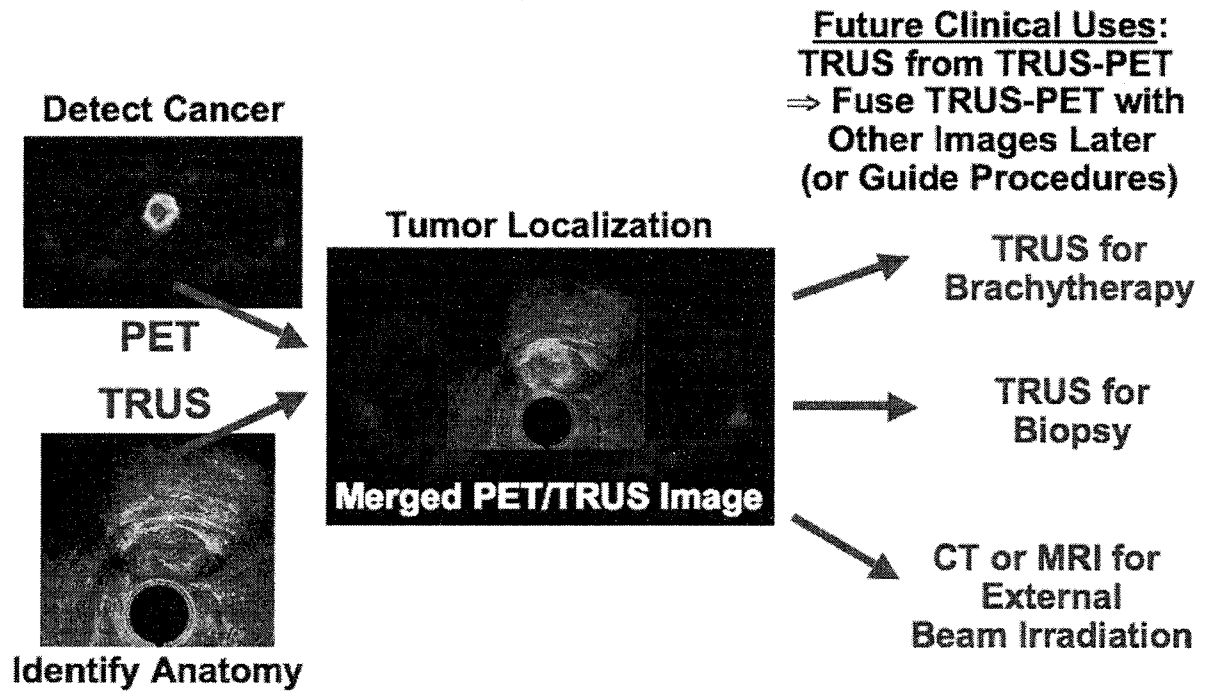 Detect Cancer
PET
TRUS
Identify Anatomy
Tumor Localization
Merged PET/TRUS Image
Future Clinical Uses:
TRUS from TRUS-PET
⇒ Fuse TRUS-PET with
Other Images Later
(or Guide Procedures)
TRUS for
Brachytherapy
TRUS for
Biopsy
CT or MRI for
External
Beam Irradiation